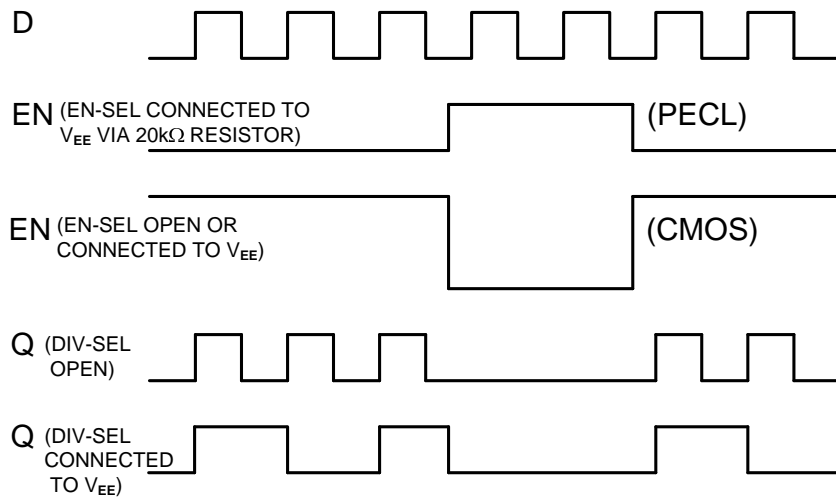 D
EN (EN-SEL CONNECTED TO
VEE VIA 20kΩ RESISTOR)
(PECL)
EN (EN-SEL OPEN OR
CONNECTED TO VEE)
(CMOS)
Q (DIV-SEL
OPEN)
Q (DIV-SEL
CONNECTED
TO VEE)